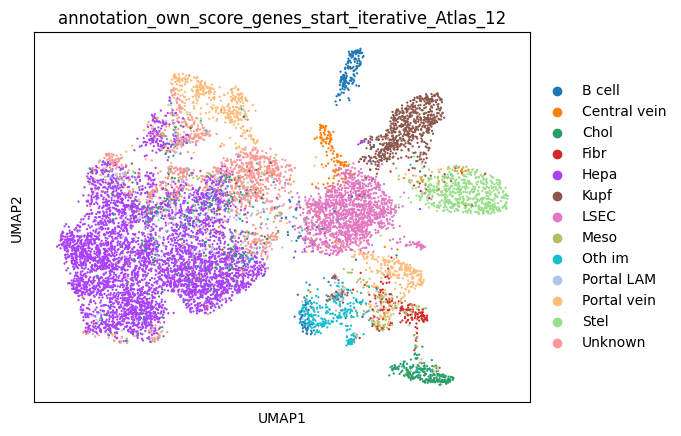 annotation_own_score_genes_start_iterative_Atlas_12
UMAP2
UMAP1
B cell
Central vein
Chol
Fibr
Hepa
Kupf
LSEC
Meso
Oth im
Portal LAM
Portal vein
Stel
Unknown